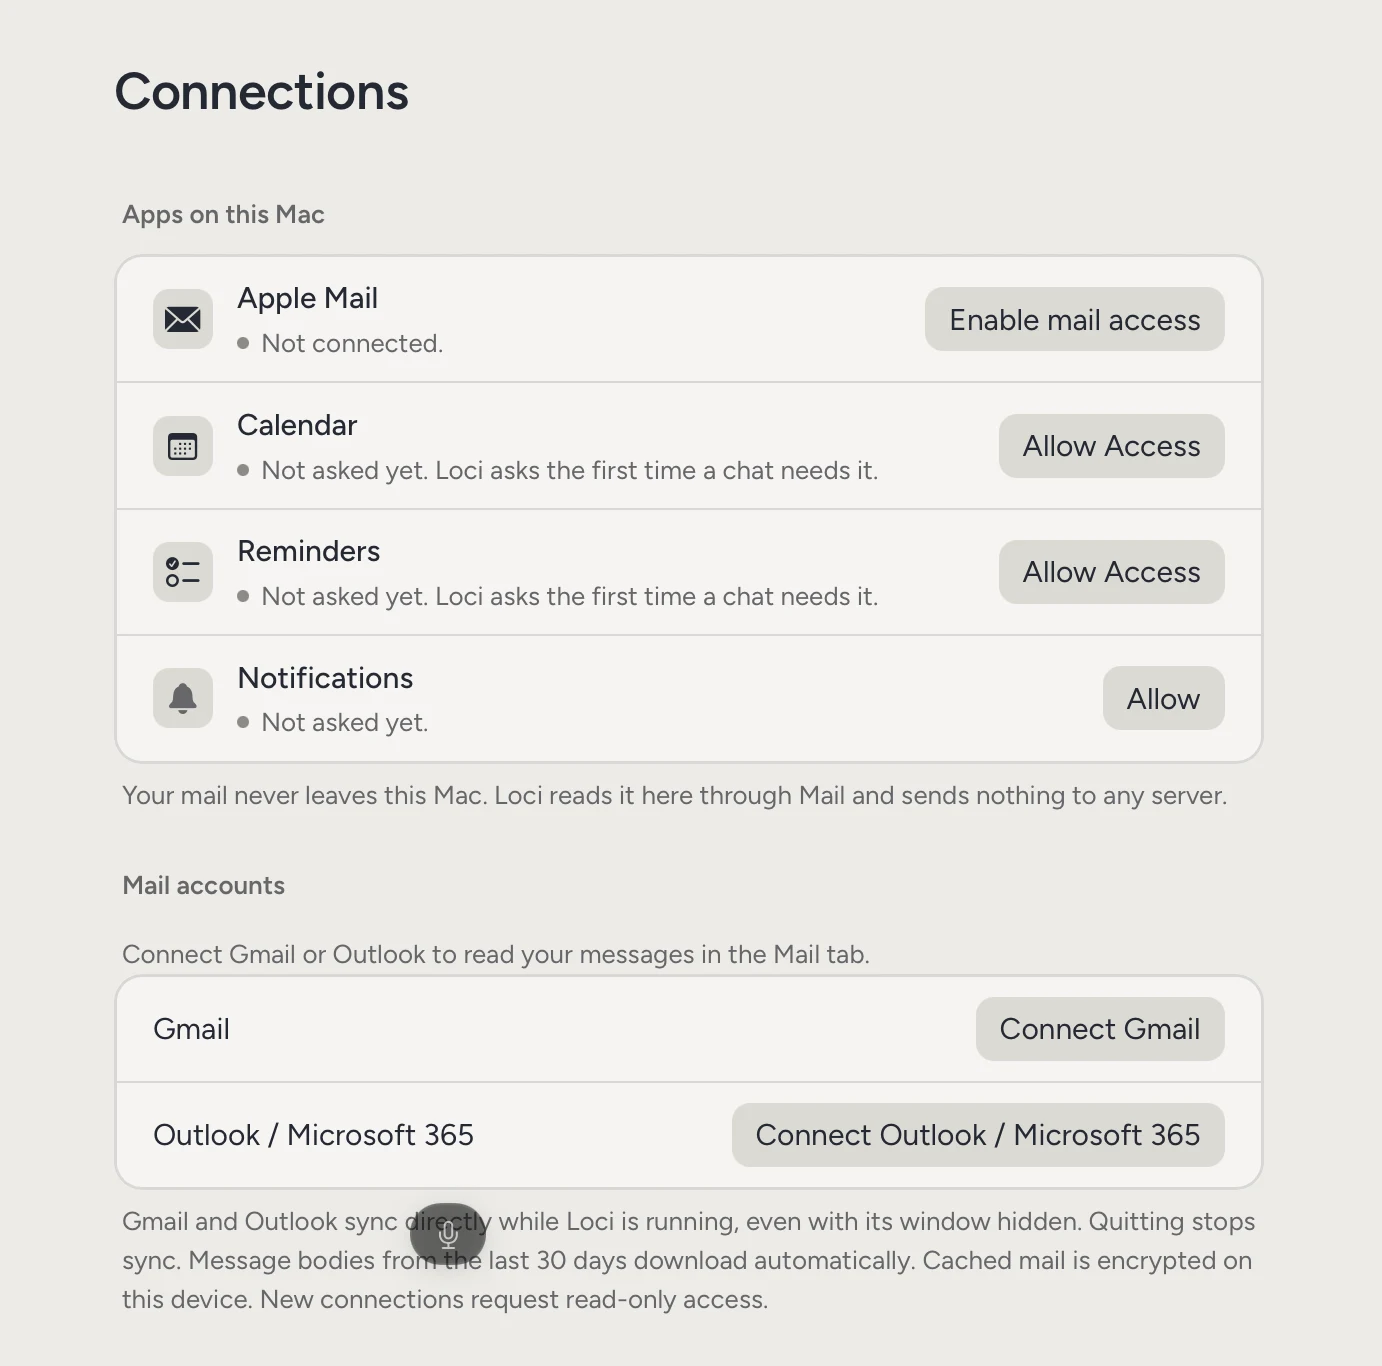 Connections
Apps on this Mac
Apple Mail
Not connected.
Enable mail access
Calendar
Not asked yet. Loci asks the first time a chat needs it.
Allow Access
Reminders
Not asked yet. Loci asks the first time a chat needs it.
Allow Access
Notifications
Not asked yet.
Allow
Your mail never leaves this Mac. Loci reads it here through Mail and sends nothing to any server.
Mail accounts
Connect Gmail or Outlook to read your messages in the Mail tab.
Gmail
Connect Gmail
Outlook / Microsoft 365
Connect Outlook / Microsoft 365
Gmail and Outlook sync directly while Loci is running, even with its window hidden. Quitting stops
sync. Message bodies from the last 30 days download automatically. Cached mail is encrypted on
this device. New connections request read-only access.